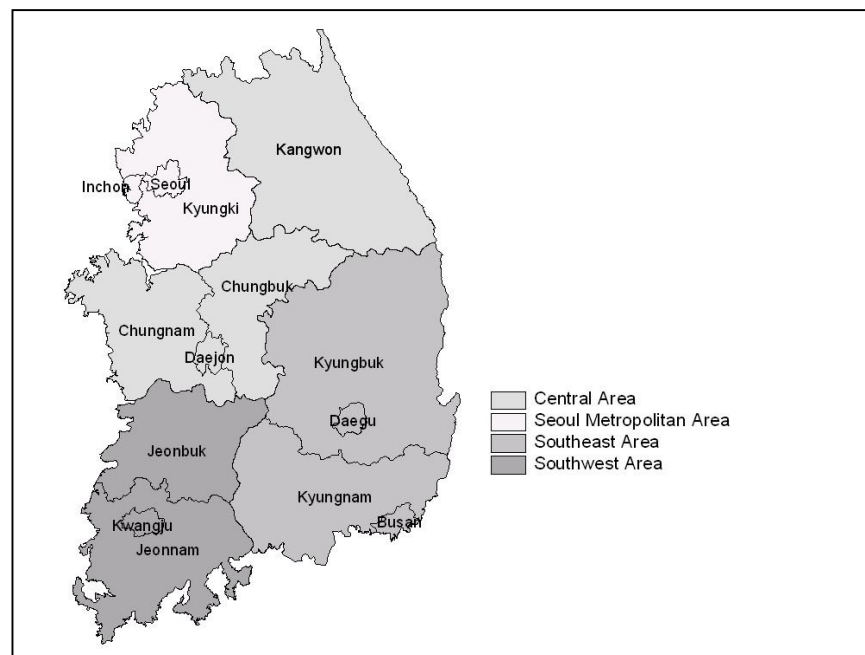 Kangwon
Inchon
Seoul
Kyungki
Chungbuk
Chungnam
Daejon
Kyungbuk
Central Area
Seoul Metropolitan Area
Southeast Area
Southwest Area
Daegu
Jeonbuk
Kyungnam
Busan
Kwangju
Jeonnam